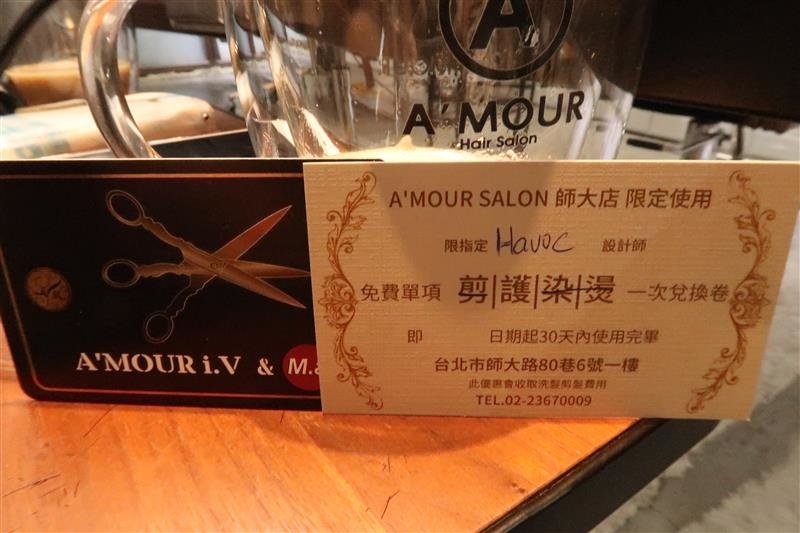 A
A'MOUR
Hair Salon
A'MOUR SALON 師大店 限定使用
限指定 Havoc 設計師
免費單項 剪|護|染|燙 一次兌換卷
即 日期起30天內使用完畢
台北市師大路80巷6號一樓
此優惠會收取洗髮剪髮費用
TEL.02-23670009
A'MOUR i.V & M.